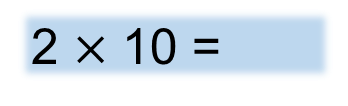 2 × 10 =